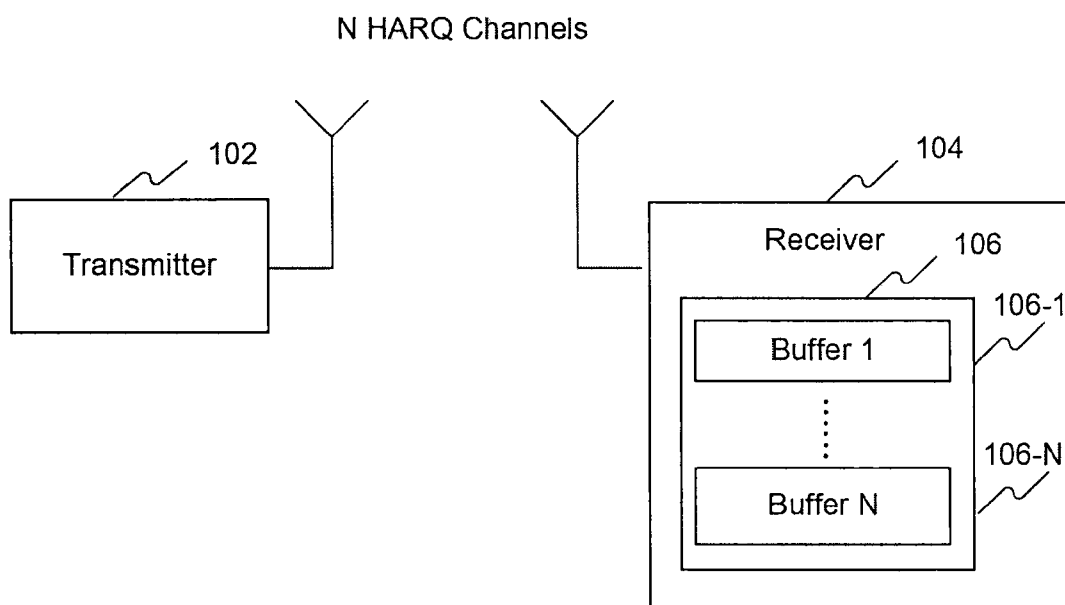 N HARQ Channels
102
104
Transmitter
Receiver
106
106-1
Buffer 1
106-N
Buffer N